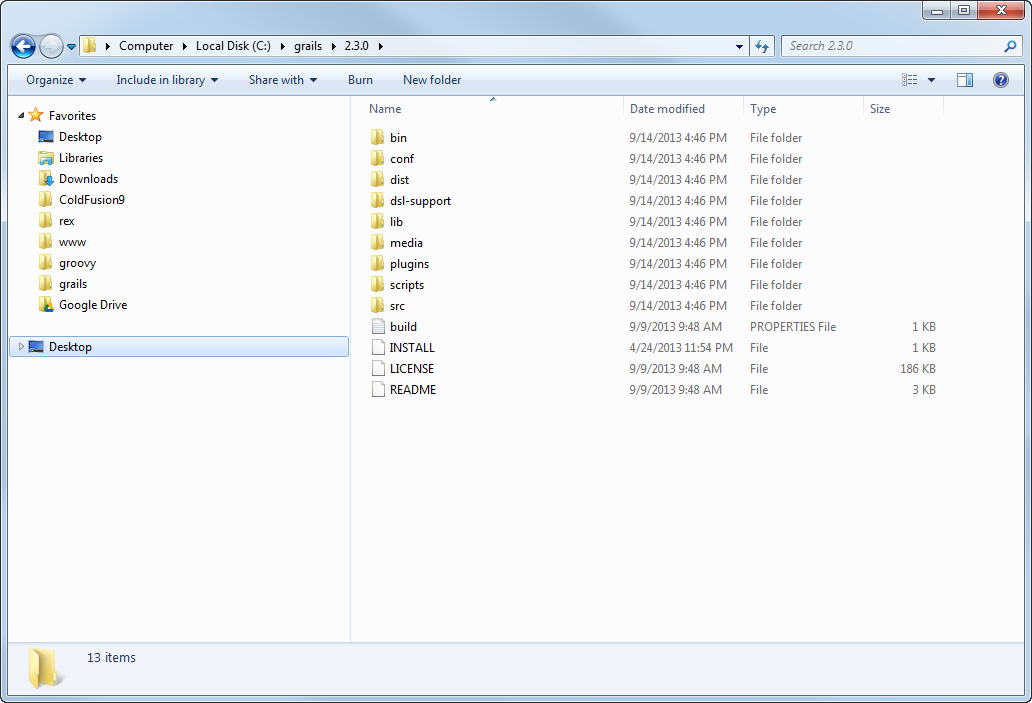 Computer Local Disk (C:) grails 2.3.0 Search 2.3.0
Organize Include in library Share with Burn New folder
Favorites
Desktop
Libraries
Downloads
ColdFusion9
rex
www
groovy
grails
Google Drive
Desktop
Name Date modified Type Size
bin 9/14/2013 4:46 PM File folder
conf 9/14/2013 4:46 PM File folder
dist 9/14/2013 4:46 PM File folder
dsl-support 9/14/2013 4:46 PM File folder
lib 9/14/2013 4:46 PM File folder
media 9/14/2013 4:46 PM File folder
plugins 9/14/2013 4:46 PM File folder
scripts 9/14/2013 4:46 PM File folder
src 9/14/2013 4:46 PM File folder
build 9/9/2013 9:48 AM PROPERTIES File 1 KB
INSTALL 4/24/2013 11:54 PM File 1 KB
LICENSE 9/9/2013 9:48 AM File 186 KB
README 9/9/2013 9:48 AM File 3 KB
13 items